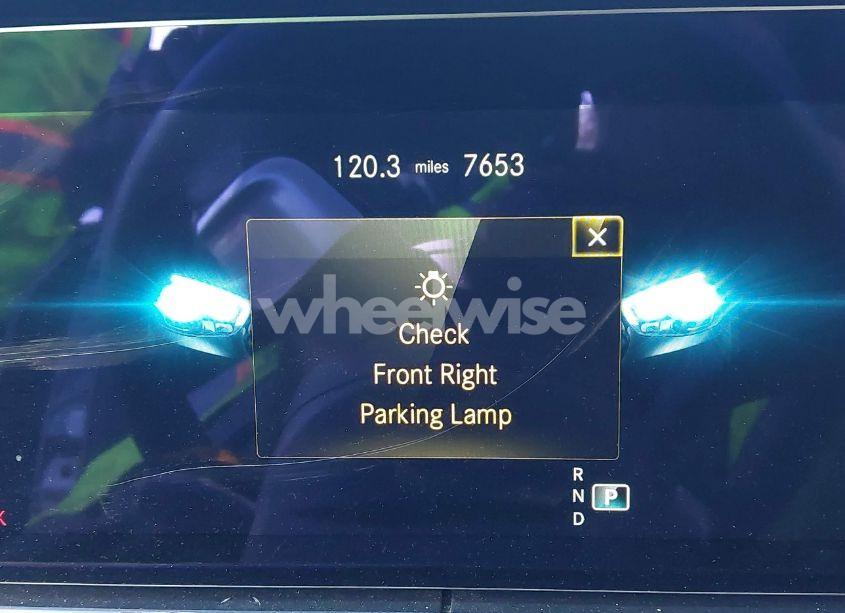 120.3 miles 7653
X
wheelwise
Check
Front Right
Parking Lamp
R
N P
D